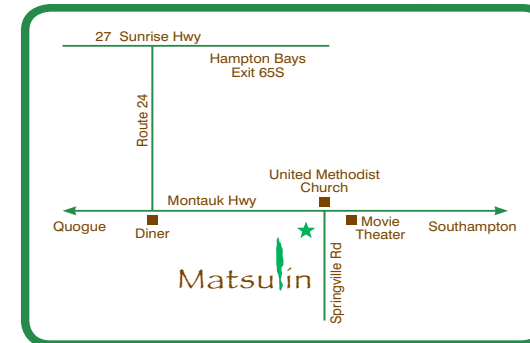 27 Sunrise Hwy
Hampton Bays
Exit 65S
Route 24
United Methodist
Church
Montauk Hwy
Quogue
Diner
Movie
Theater
Southampton
Matsulin
Springville Rd